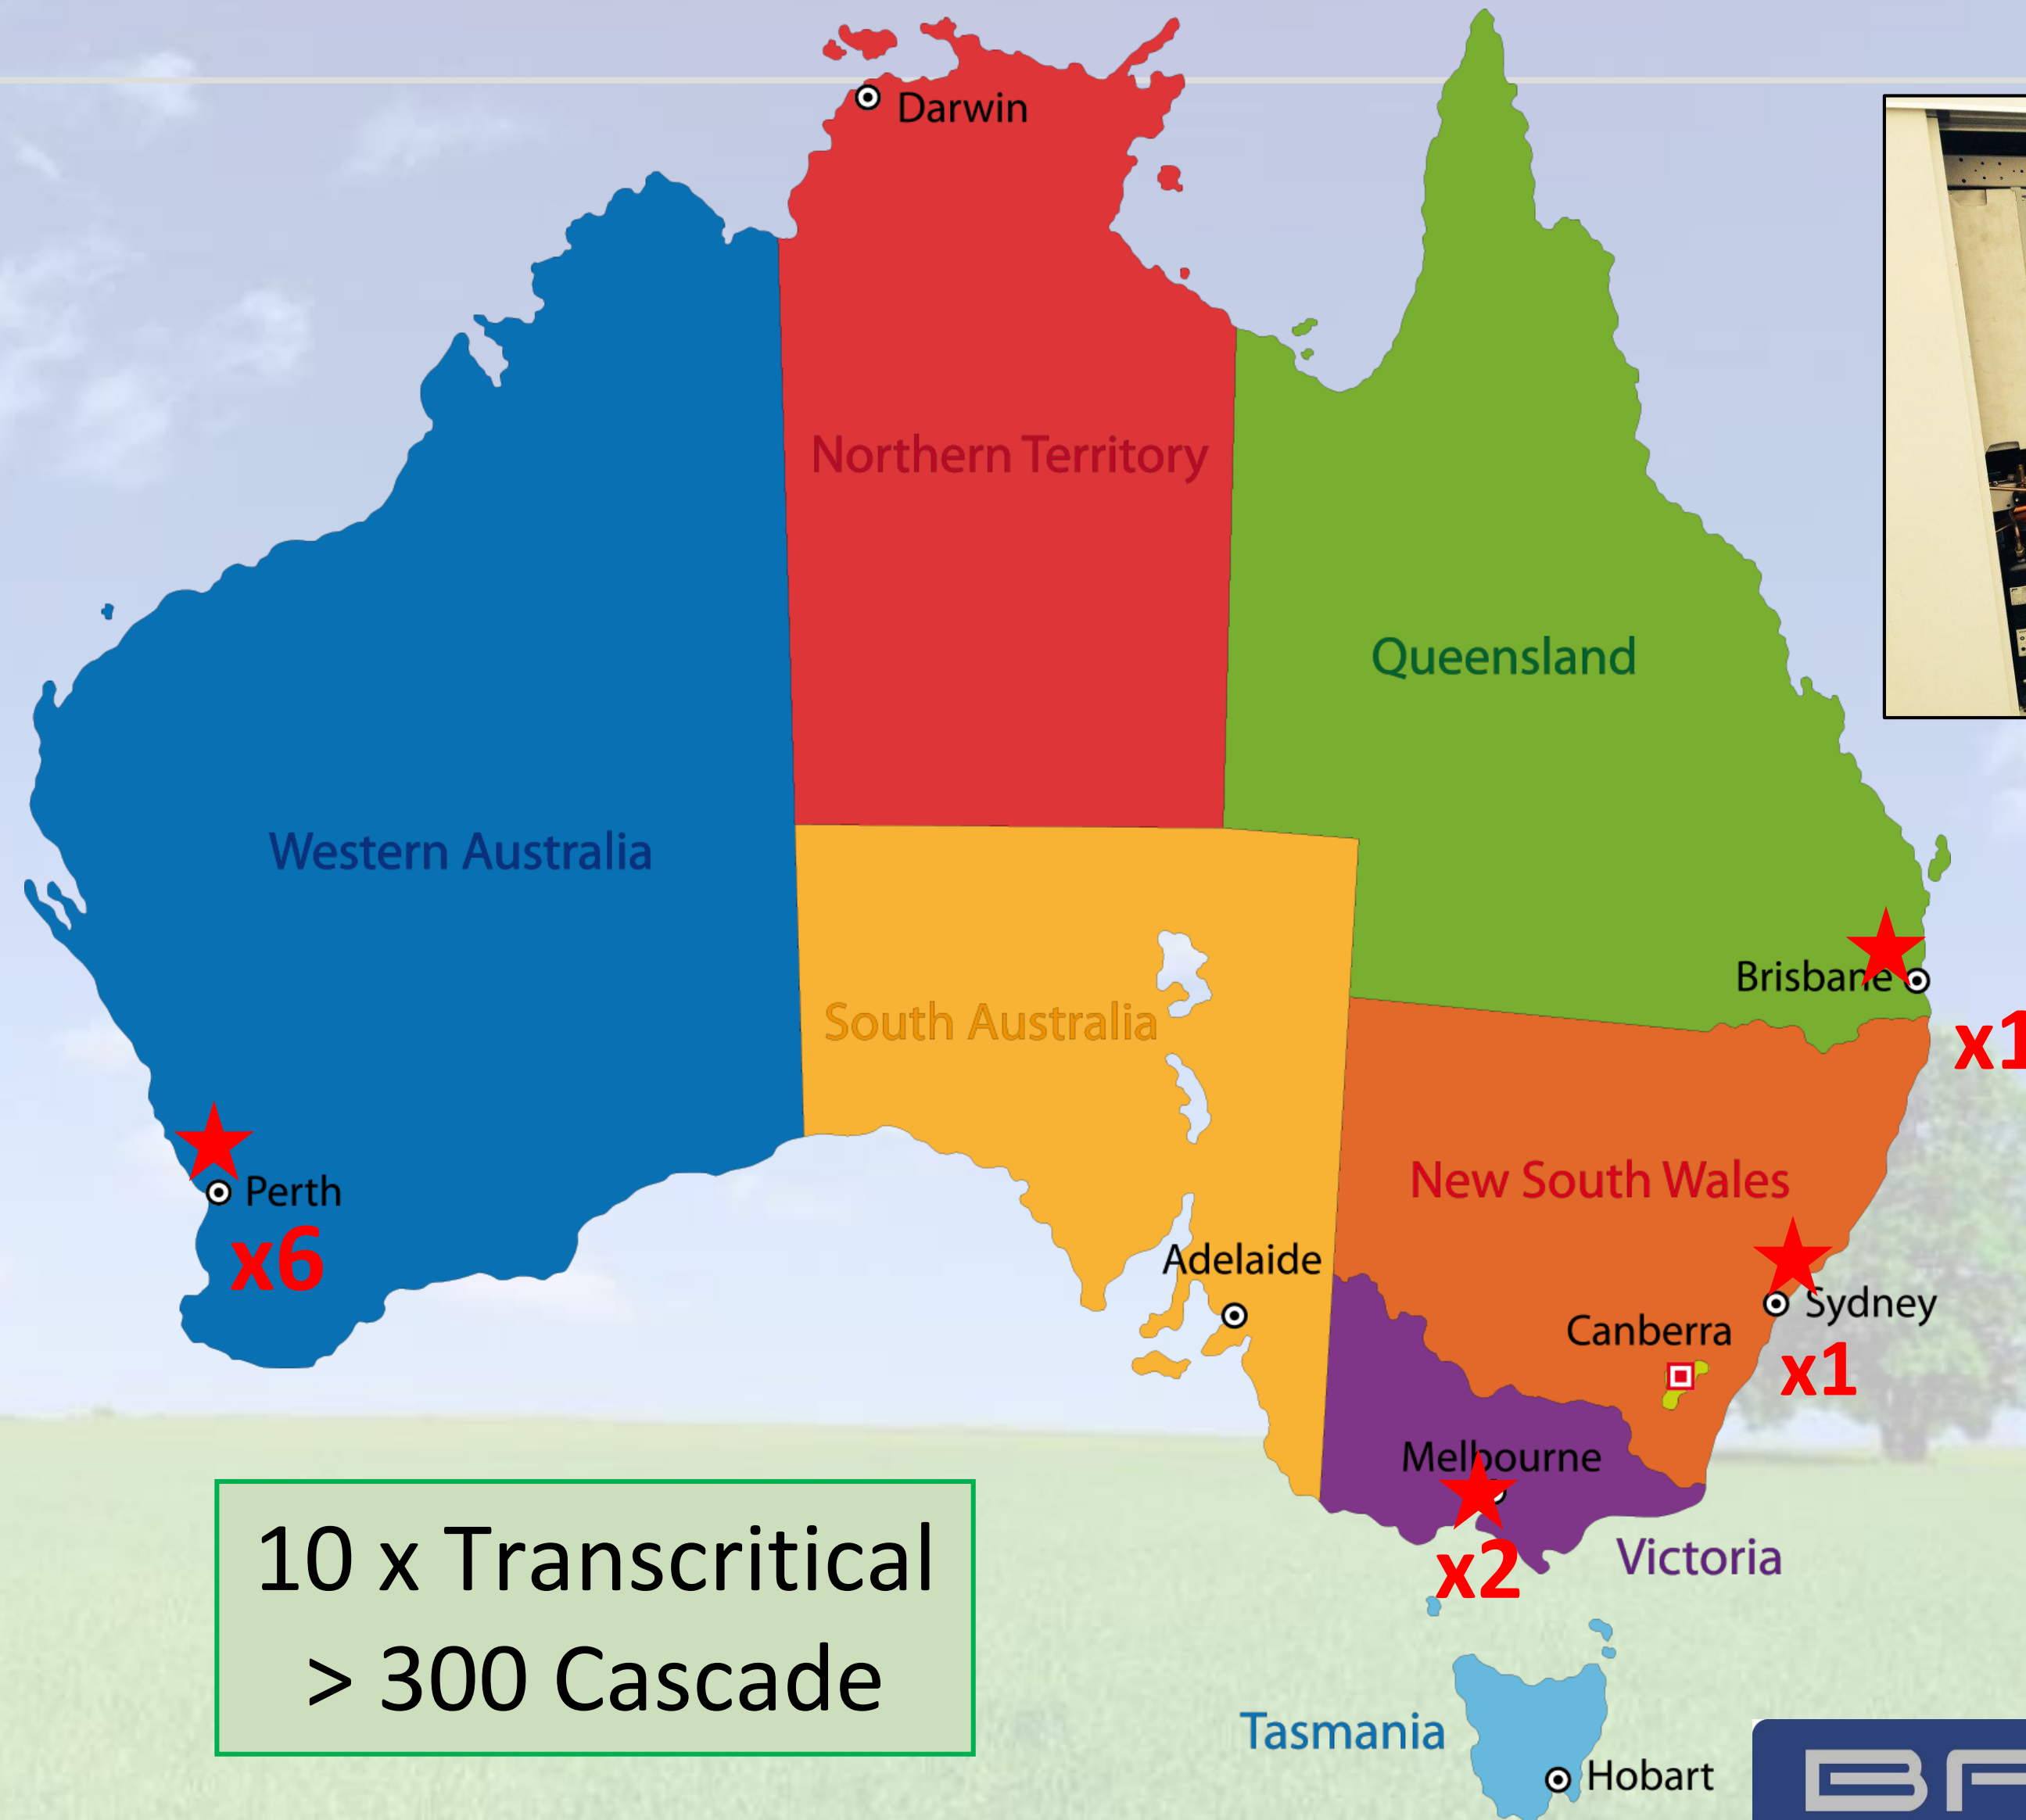 Darwin
Northern Territory
Queensland
Western Australia
Brisbane
South Australia
x1
New South Wales
Perth
x6
Adelaide
Sydney
Canberra
x1
Melbourne
10 x Transcritical
> 300 Cascade
Victoria
x2
Tasmania
Hobart